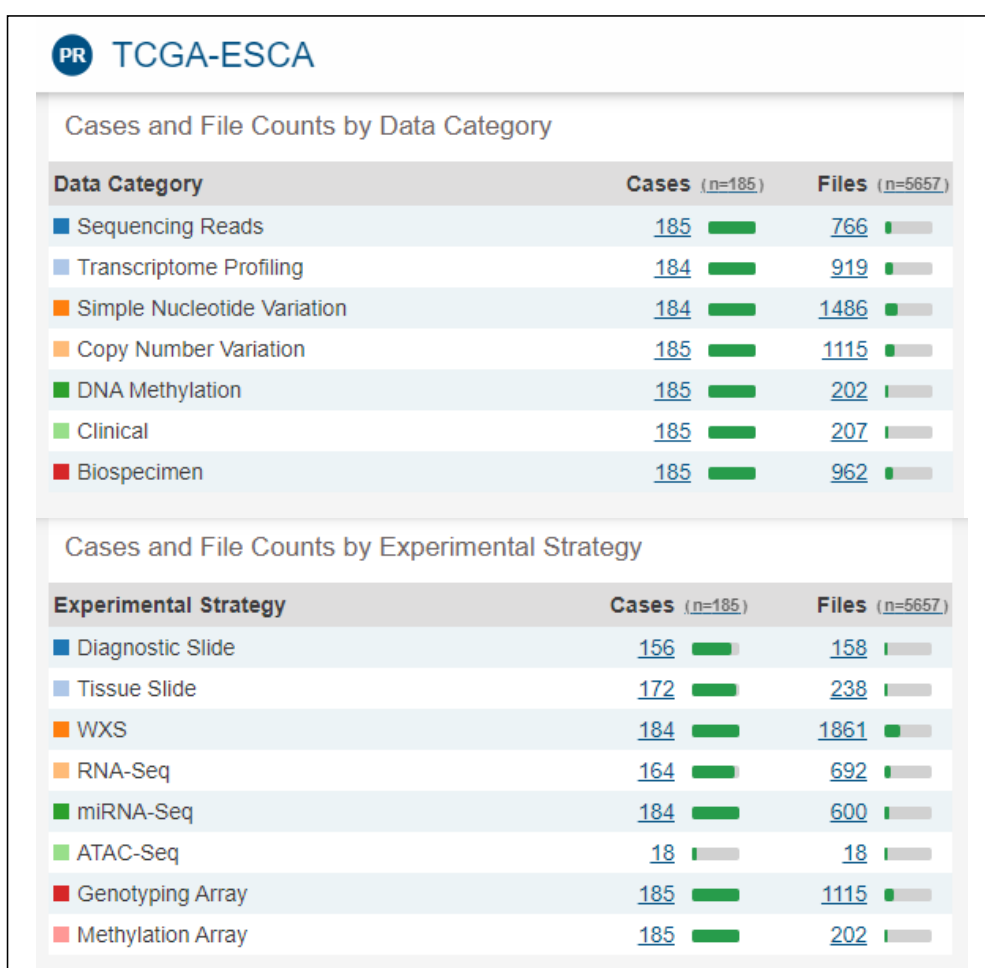 PR TCGA-ESCA
Cases and File Counts by Data Category
Data Category Cases (n=185) Files (n=5657)
Sequencing Reads 185 766
Transcriptome Profiling 184 919
Simple Nucleotide Variation 184 1486
Copy Number Variation 185 1115
DNA Methylation 185 202
Clinical 185 207
Biospecimen 185 962
Cases and File Counts by Experimental Strategy
Experimental Strategy Cases (n=185) Files (n=5657)
Diagnostic Slide 156 158
Tissue Slide 172 238
WXS 184 1861
RNA-Seq 164 692
miRNA-Seq 184 600
ATAC-Seq 18 18
Genotyping Array 185 1115
Methylation Array 185 202